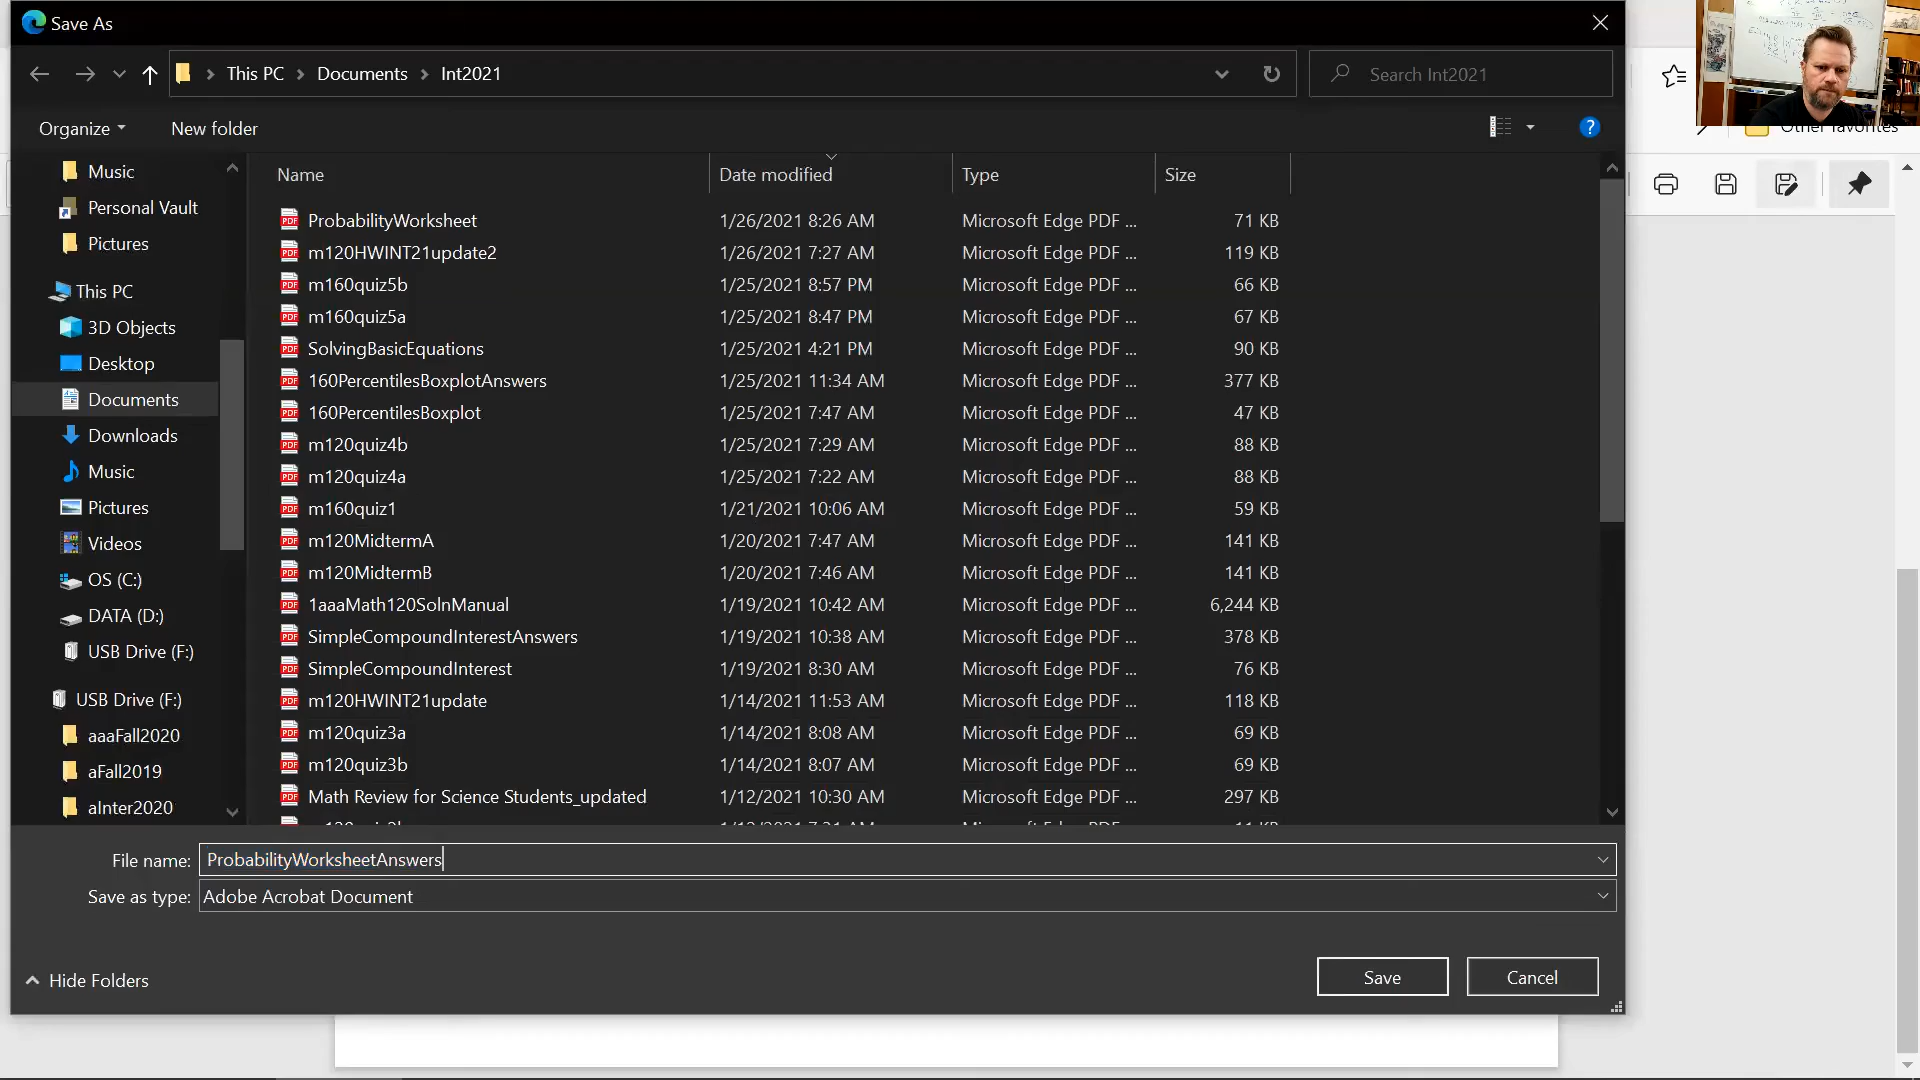 Save As
This PC
Documents
Int2021
Search Int2021
Organize
New folder
Other favorites
Name
Date modified
Type
Size
Music
Personal Vault
Pictures
This PC
3D Objects
Desktop
Documents
Downloads
Music
Pictures
Videos
OS (C:)
DATA (D:)
USB Drive (F:)
USB Drive (F:)
aaaFall2020
aFall2019
aInter2020
ProbabilityWorksheet 1/26/2021 8:26 AM Microsoft Edge PDF ... 71 KB
m120HWINT21update2 1/26/2021 7:27 AM Microsoft Edge PDF ... 119 KB
m160quiz5b 1/25/2021 8:57 PM Microsoft Edge PDF ... 66 KB
m160quiz5a 1/25/2021 8:47 PM Microsoft Edge PDF ... 67 KB
SolvingBasicEquations 1/25/2021 4:21 PM Microsoft Edge PDF ... 90 KB
160PercentilesBoxplotAnswers 1/25/2021 11:34 AM Microsoft Edge PDF ... 377 KB
160PercentilesBoxplot 1/25/2021 7:47 AM Microsoft Edge PDF ... 47 KB
m120quiz4b 1/25/2021 7:29 AM Microsoft Edge PDF ... 88 KB
m120quiz4a 1/25/2021 7:22 AM Microsoft Edge PDF ... 88 KB
m160quiz1 1/21/2021 10:06 AM Microsoft Edge PDF ... 59 KB
m120MidtermA 1/20/2021 7:47 AM Microsoft Edge PDF ... 141 KB
m120MidtermB 1/20/2021 7:46 AM Microsoft Edge PDF ... 141 KB
1aaaMath120SolnManual 1/19/2021 10:42 AM Microsoft Edge PDF ... 6,244 KB
SimpleCompoundInterestAnswers 1/19/2021 10:38 AM Microsoft Edge PDF ... 378 KB
SimpleCompoundInterest 1/19/2021 8:30 AM Microsoft Edge PDF ... 76 KB
m120HWINT21update 1/14/2021 11:53 AM Microsoft Edge PDF ... 118 KB
m120quiz3a 1/14/2021 8:08 AM Microsoft Edge PDF ... 69 KB
m120quiz3b 1/14/2021 8:07 AM Microsoft Edge PDF ... 69 KB
Math Review for Science Students_updated 1/12/2021 10:30 AM Microsoft Edge PDF ... 297 KB
File name: ProbabilityWorksheetAnswers
Save as type: Adobe Acrobat Document
Hide Folders
Save
Cancel